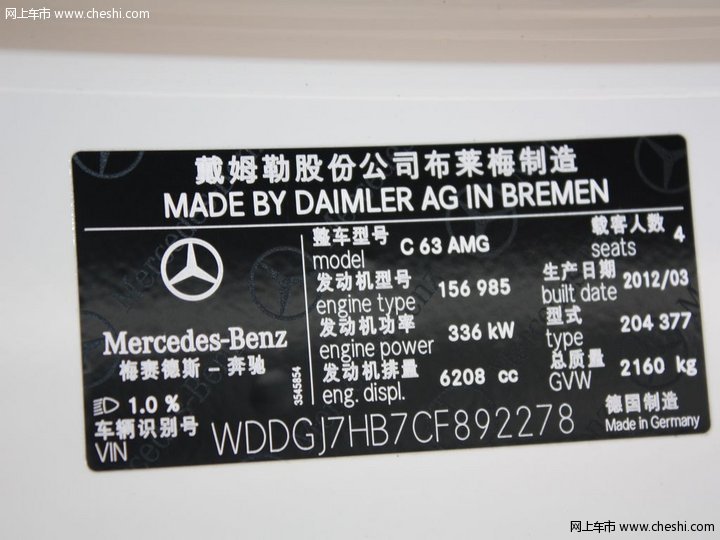 网上车市 www.cheshi.com
戴姆勒股份公司布莱梅制造
MADE BY DAIMLER AG IN BREMEN
整车型号 C 63 AMG 载客人数 4
model seats
发动机型号 156 985 生产日期 2012/03
engine type built date
发动机功率 336 kW 型式 204 377
engine power type
发动机排量 6208 cc 总质量 2160 kg
eng. displ. GVW
Mercedes-Benz
梅赛德斯-奔驰
3545854
1.0 %
车辆识别号 WDDGJ7HB7CF892278 德国制造
VIN Made in Germany
网上车市 www.cheshi.com